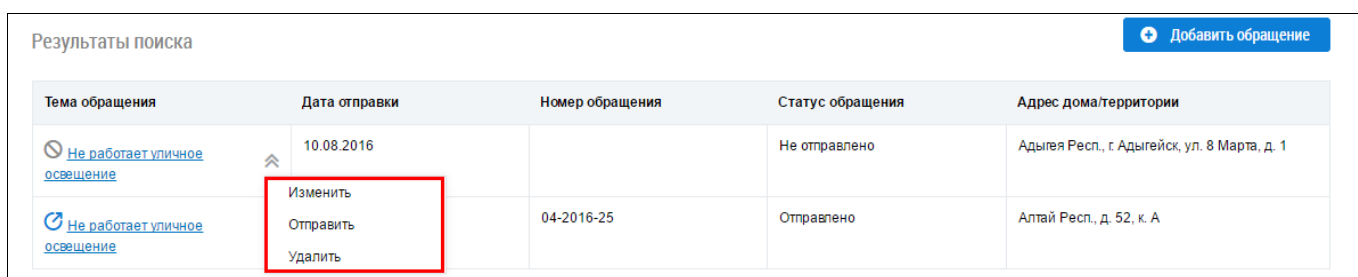 Результаты поиска
Добавить обращение
Тема обращения Дата отправки Номер обращения Статус обращения Адрес дома/территории
Не работает уличное 10.08.2016 Не отправлено Адыгея Респ., г. Адыгейск, ул. 8 Марта, д. 1
освещение
Изменить
Отправить
Удалить
Не работает уличное 04-2016-25 Отправлено Алтай Респ., д. 52, к. А
освещение